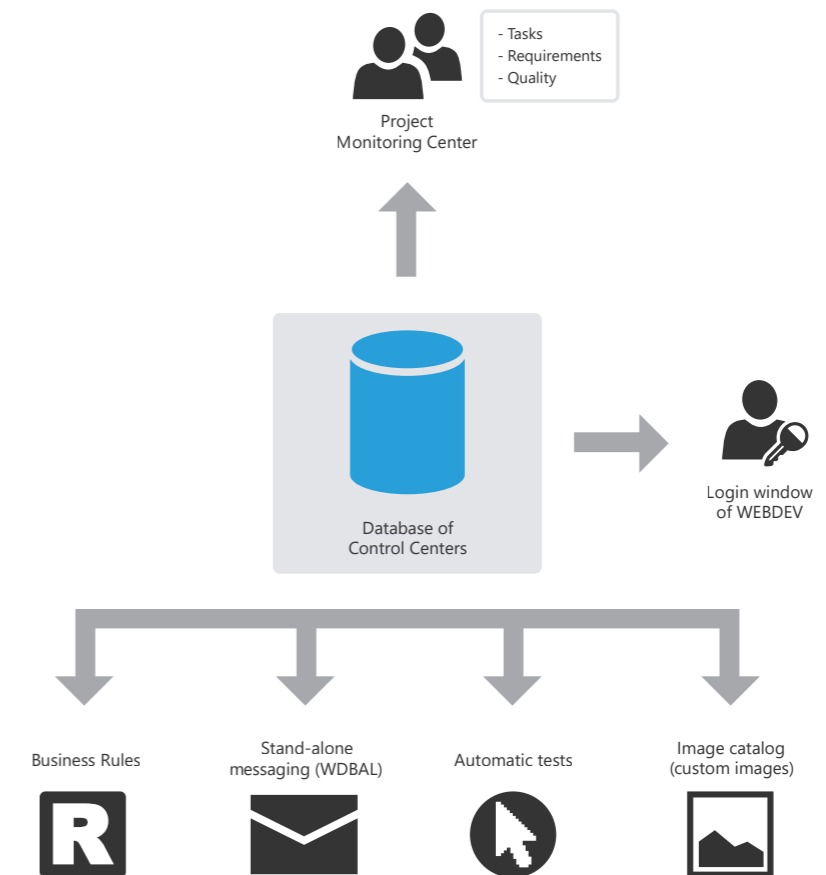 - Tasks
- Requirements
- Quality
Project
Monitoring Center
Database of
Control Centers
Login window
of WEBDEV
Business Rules
Stand-alone
messaging (WDBAL)
Automatic tests
Image catalog
(custom images)
R